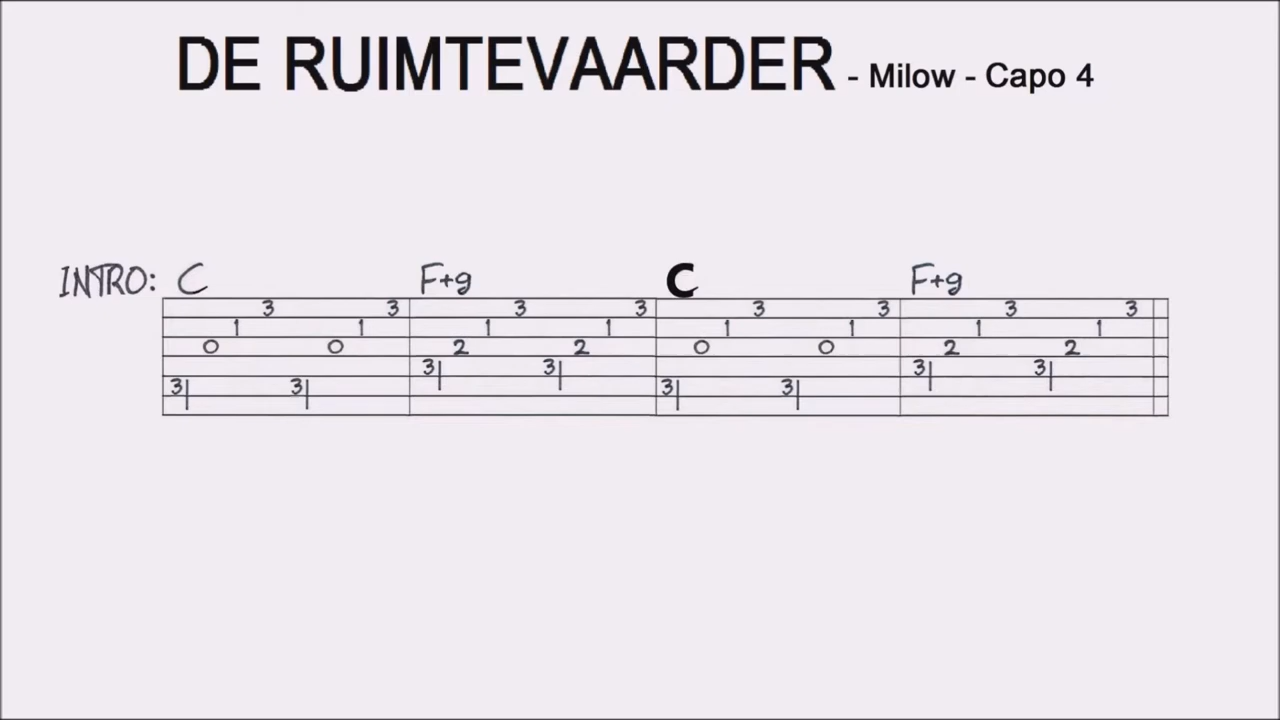 DE RUIMTEVAARDER - Milow - Capo 4
INTRO: C F+g C F+g
3 3 3 3 3 3 3 3
1 1 1 1 1 1 1 1
0 0 2 2 0 0 2 2
3 3 3 3
3 3 3 3